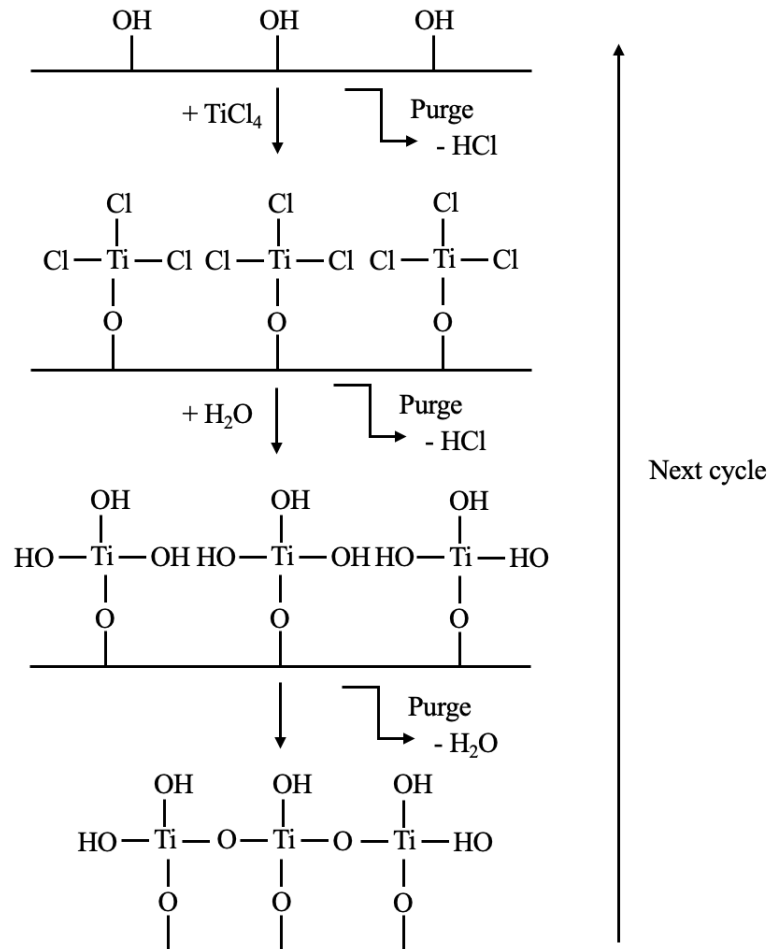 OH OH OH
+ TiCl₄ Purge
- HCl
Cl Cl Cl
Cl—Ti—Cl Cl—Ti—Cl Cl—Ti—Cl
O O O
+ H₂O Purge
- HCl
Next cycle
OH OH OH
HO—Ti—OH HO—Ti—OH HO—Ti—HO
O O O
Purge
- H₂O
OH OH OH
HO—Ti—O—Ti—O—Ti—HO
O O O